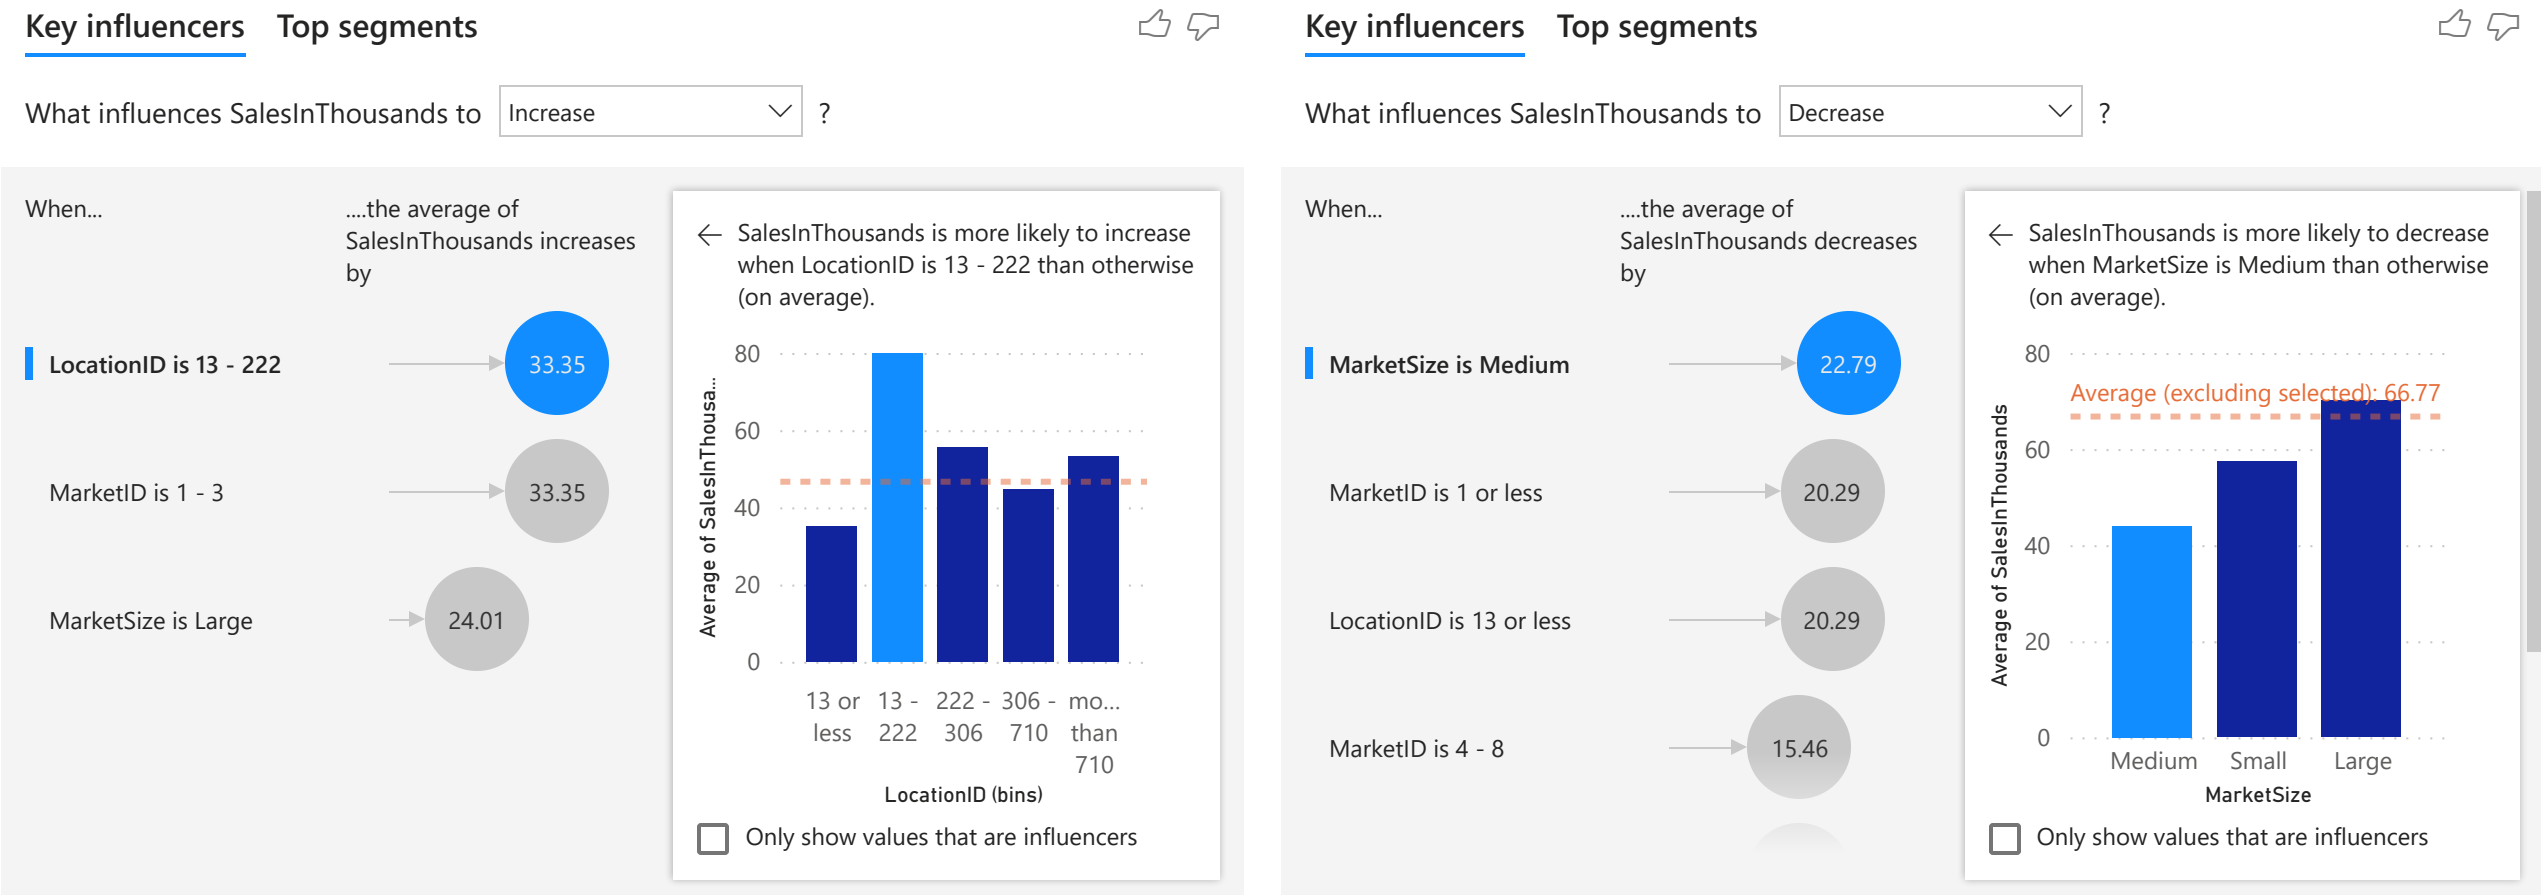 Key influencers Top segments
What influences SalesInThousands to Increase ?
When...
....the average of
SalesInThousands increases
by
LocationID is 13 - 222 33.35
MarketID is 1 - 3 33.35
MarketSize is Large 24.01
SalesInThousands is more likely to increase
when LocationID is 13 - 222 than otherwise
(on average).
Average of SalesInThousa...
80
60
40
20
0
13 or less
13 - 222
222 - 306
306 - 710
mo... than 710
LocationID (bins)
Only show values that are influencers
Key influencers Top segments
What influences SalesInThousands to Decrease ?
When...
....the average of
SalesInThousands decreases
by
MarketSize is Medium 22.79
MarketID is 1 or less 20.29
LocationID is 13 or less 20.29
MarketID is 4 - 8 15.46
SalesInThousands is more likely to decrease
when MarketSize is Medium than otherwise
(on average).
Average of SalesInThousands
80
Average (excluding selected): 66.77
60
40
20
0
Medium Small Large
MarketSize
Only show values that are influencers